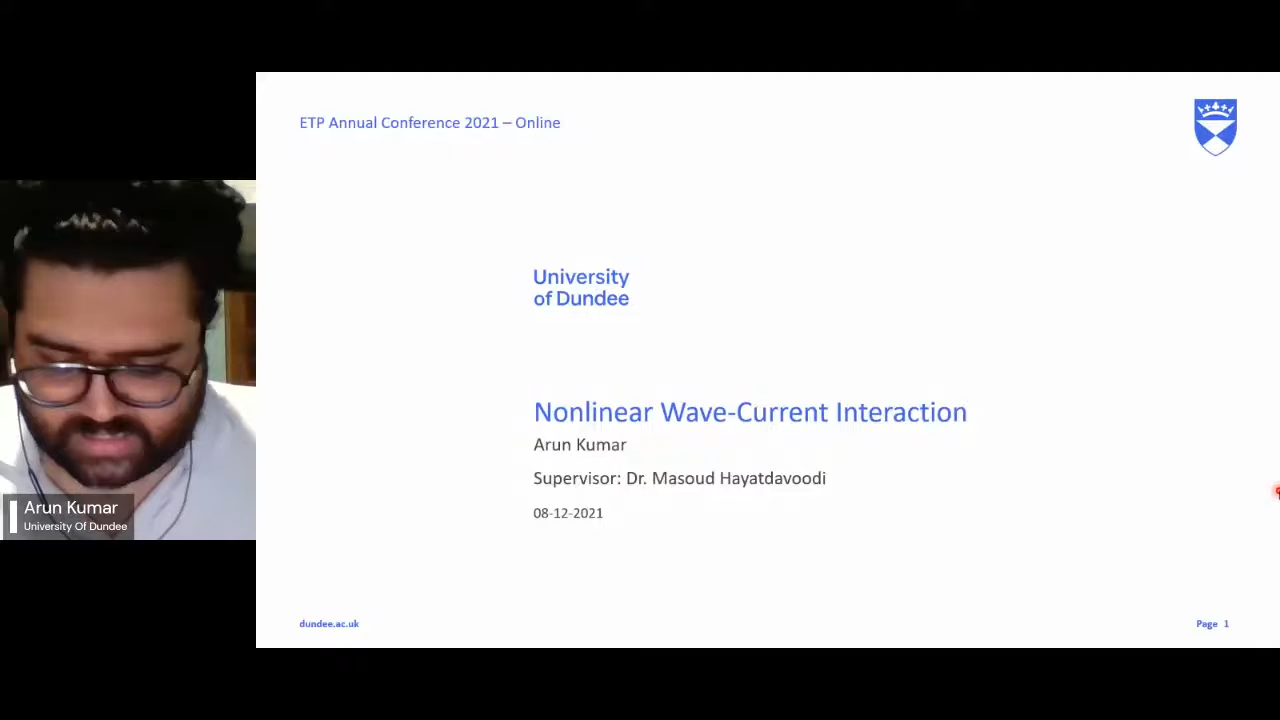 ETP Annual Conference 2021 – Online
University
of Dundee
Nonlinear Wave-Current Interaction
Arun Kumar
Supervisor: Dr. Masoud Hayatdavoodi
08-12-2021
Arun Kumar
University Of Dundee
dundee.ac.uk
Page 1